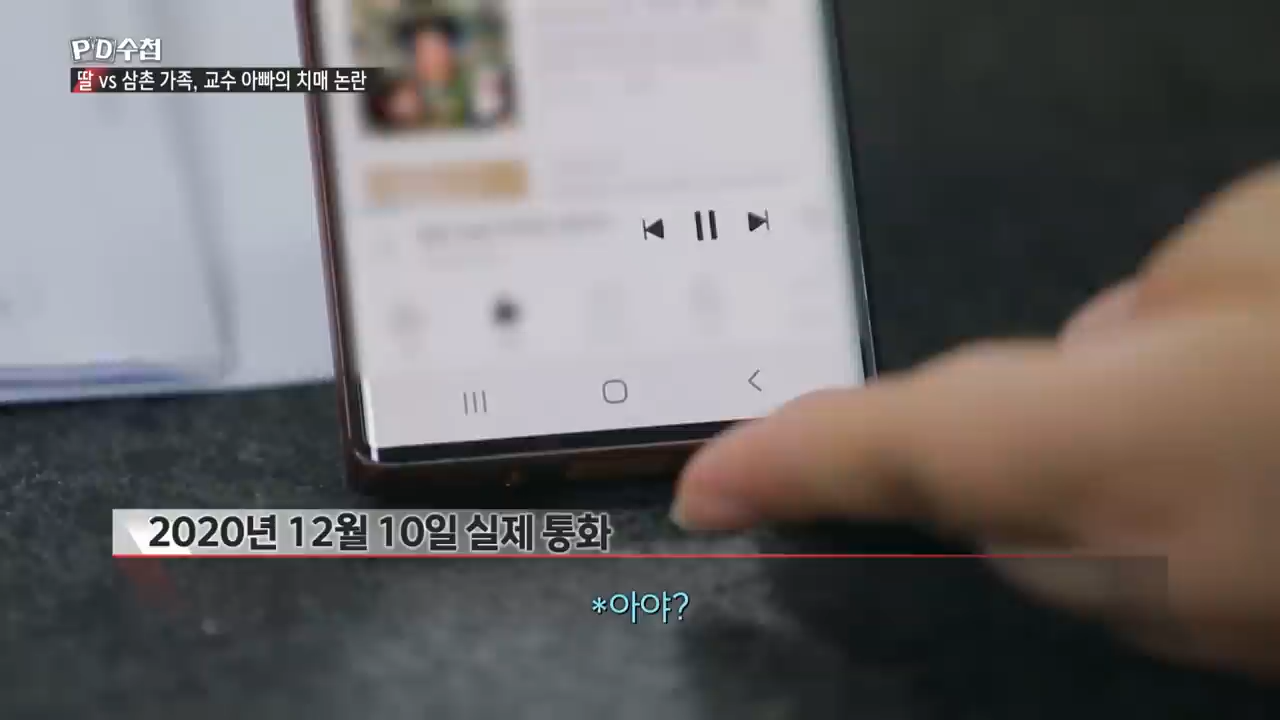 PD수첩
딸 vs 삼촌 가족, 교수 아빠의 치매 논란
2020년 12월 10일 실제 통화
*아야?